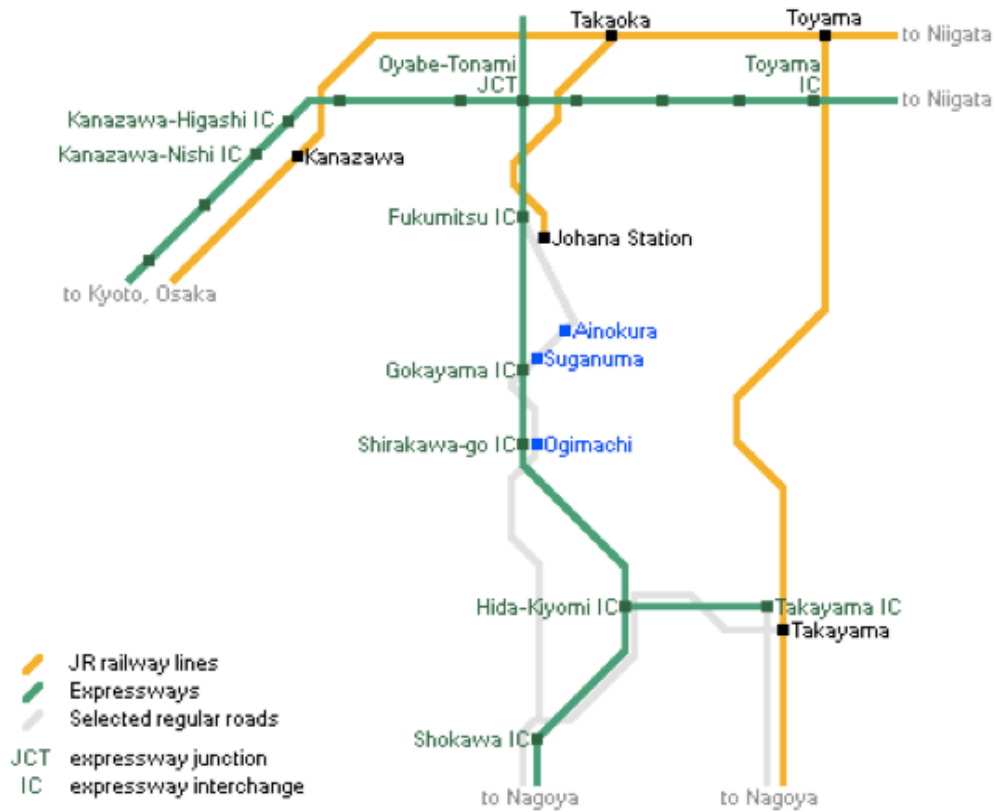 Takaoka
Toyama
to Niigata
Oyabe-Tonami
JCT
Toyama
IC
to Niigata
Kanazawa-Higashi IC
Kanazawa-Nishi IC
Kanazawa
Fukumitsu IC
Johana Station
to Kyoto, Osaka
Ainokura
Suganuma
Gokayama IC
Shirakawa-go IC
Ogimachi
Hida-Kiyomi IC
Takayama IC
Takayama
JR railway lines
Expressways
Selected regular roads
Shokawa IC
JCT expressway junction
IC expressway interchange
to Nagoya
to Nagoya